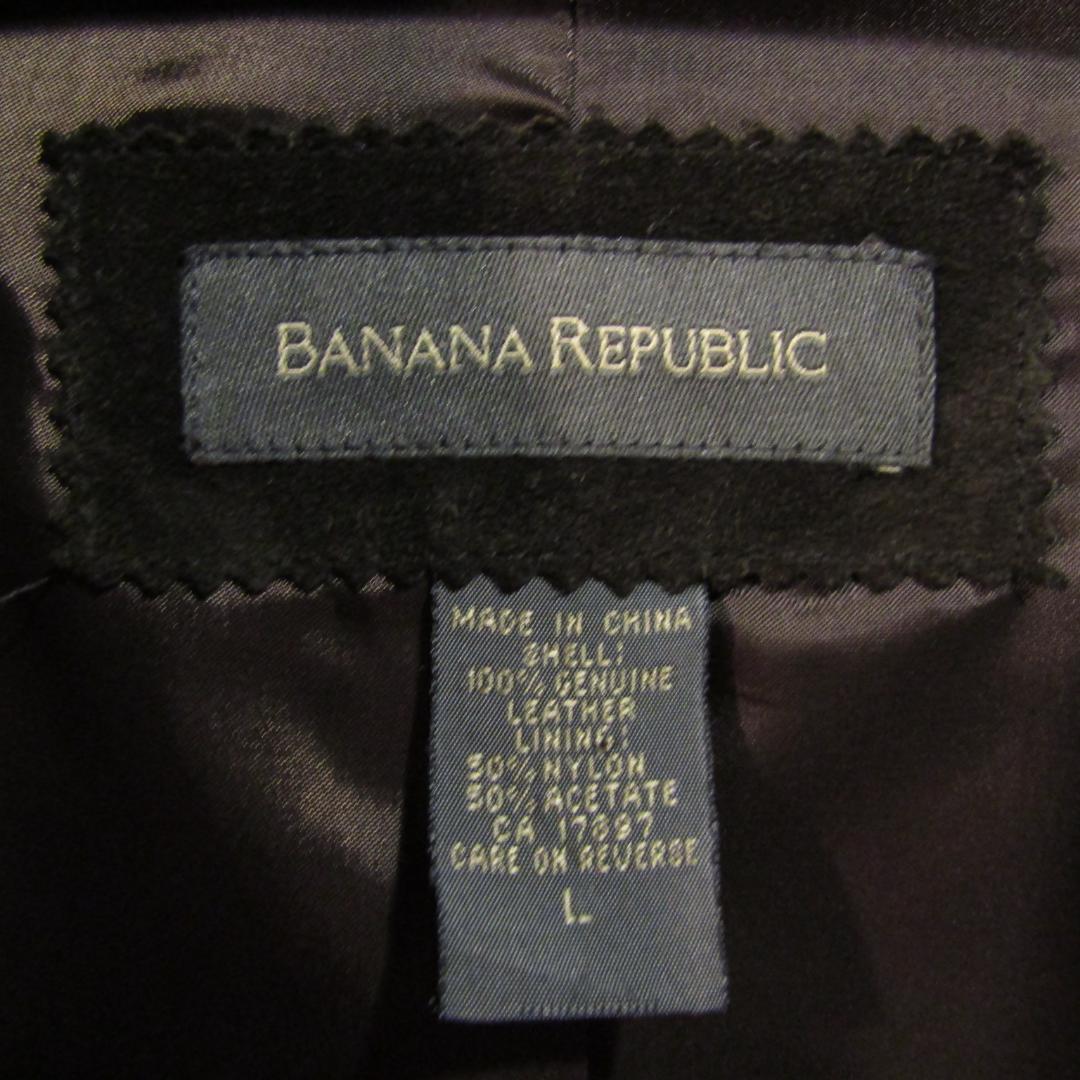 BANANA REPUBLIC
MADE IN CHINA
SHELL:
100% GENUINE
LEATHER
LINING:
50% NYLON
50% ACETATE
CA 17897
CARE ON REVERSE
L